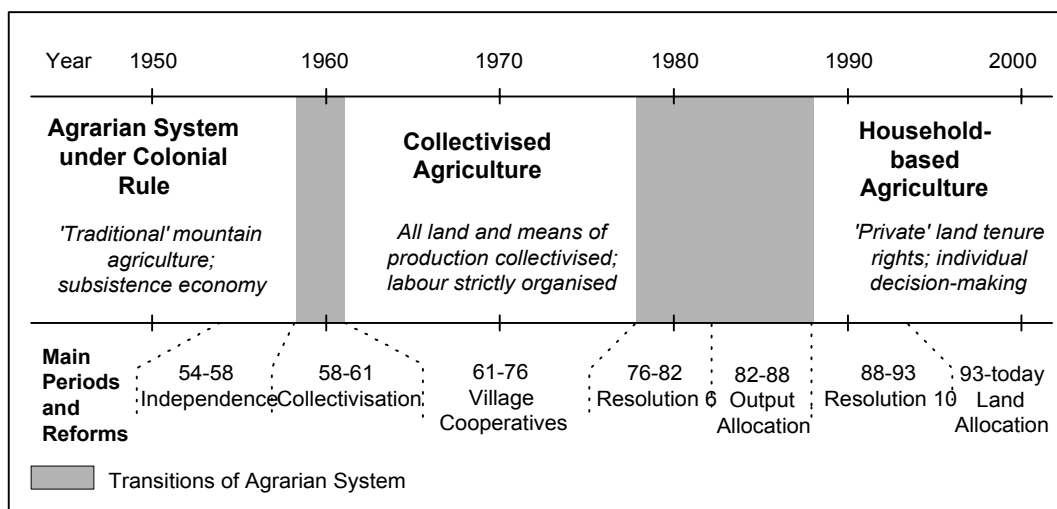 Year 1950 1960 1970 1980 1990 2000
Agrarian System
under Colonial
Rule
'Traditional' mountain
agriculture;
subsistence economy
Collectivised
Agriculture
All land and means of
production collectivised;
labour strictly organised
Household-
based
Agriculture
'Private' land tenure
rights; individual
decision-making
Main
Periods
and
Reforms
54-58
Independence
58-61
Collectivisation
61-76
Village
Cooperatives
76-82
Resolution 6
82-88
Output
Allocation
88-93
Resolution 10
93-today
Land
Allocation
Transitions of Agrarian System